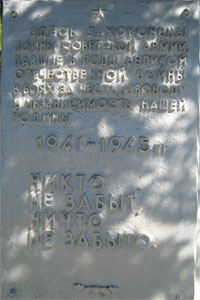 ЗДЕСЬ ЗАХОРОНЕНЫ
ВОИНЫ СОВЕТСКОЙ АРМИИ,
ПАВШИЕ В ГОДЫ ВЕЛИКОЙ
ОТЕЧЕСТВЕННОЙ ВОЙНЫ
В БОЯХ ЗА ЧЕСТЬ, СВОБОДУ
И НЕЗАВИСИМОСТЬ НАШЕЙ
РОДИНЫ
1941-1945 гг
НИКТО
НЕ ЗАБЫТ,
НИЧТО
НЕ ЗАБЫТО.